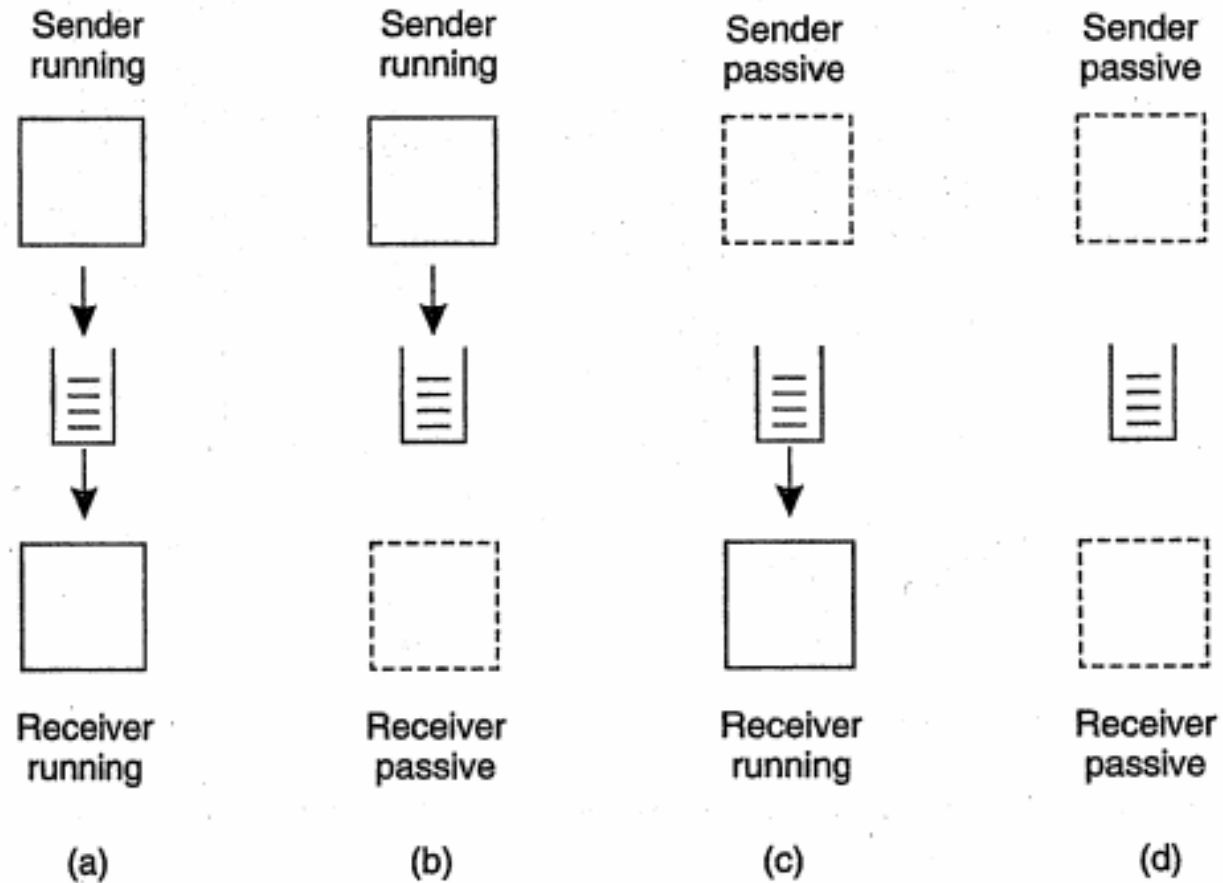 Sender
running
Sender
running
Sender
passive
Sender
passive
Receiver
running
Receiver
passive
Receiver
running
Receiver
passive
(a)
(b)
(c)
(d)